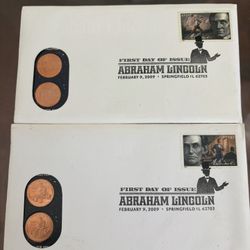 FIRST DAY OF ISSUE
ABRAHAM LINCOLN
FEBRUARY 9, 2009 • SPRINGFIELD IL 62703
FIRST DAY OF ISSUE
ABRAHAM LINCOLN
FEBRUARY 9, 2009 • SPRINGFIELD IL 62703